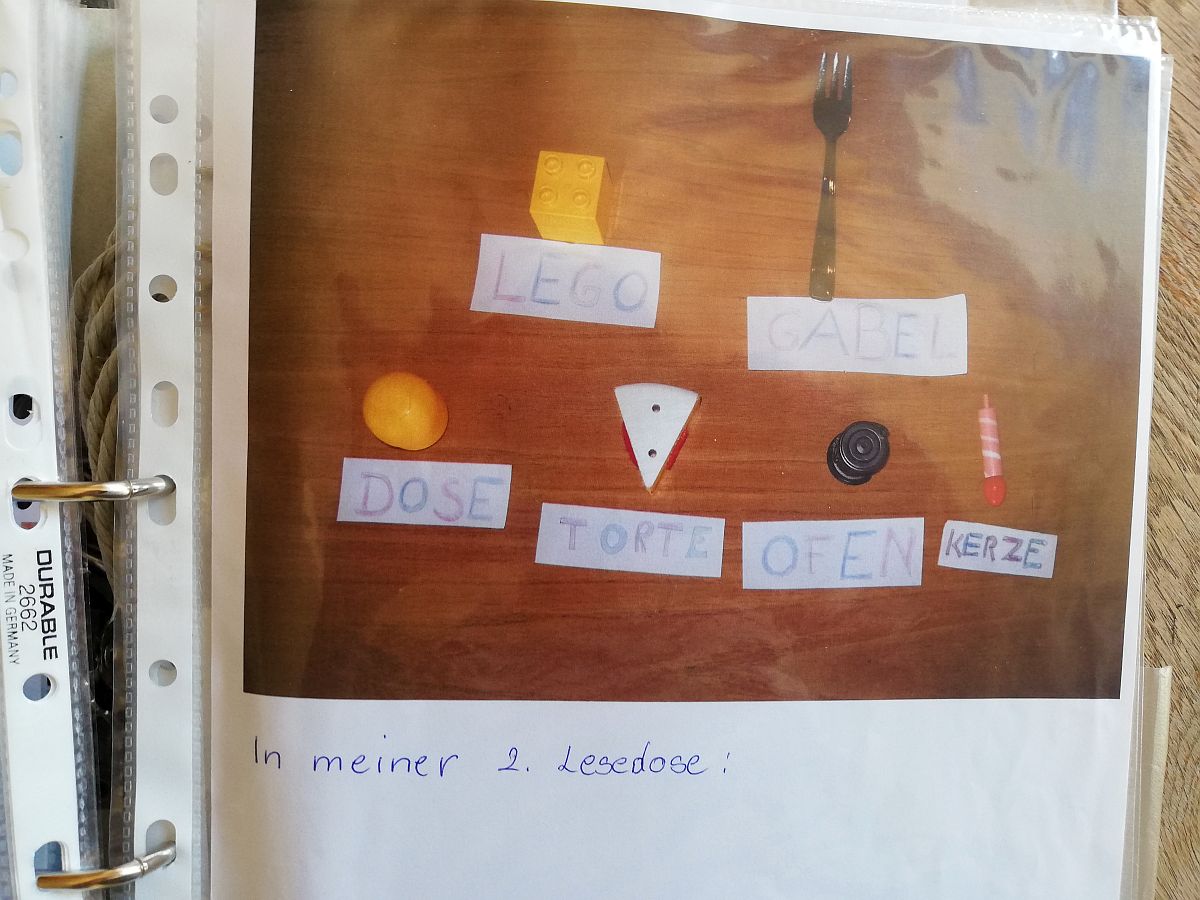 LEGO
GABEL
DOSE
TORTE
OFEN
KERZE
In meiner 2. Lesedose:
DURABLE
2662
MADE IN GERMANY